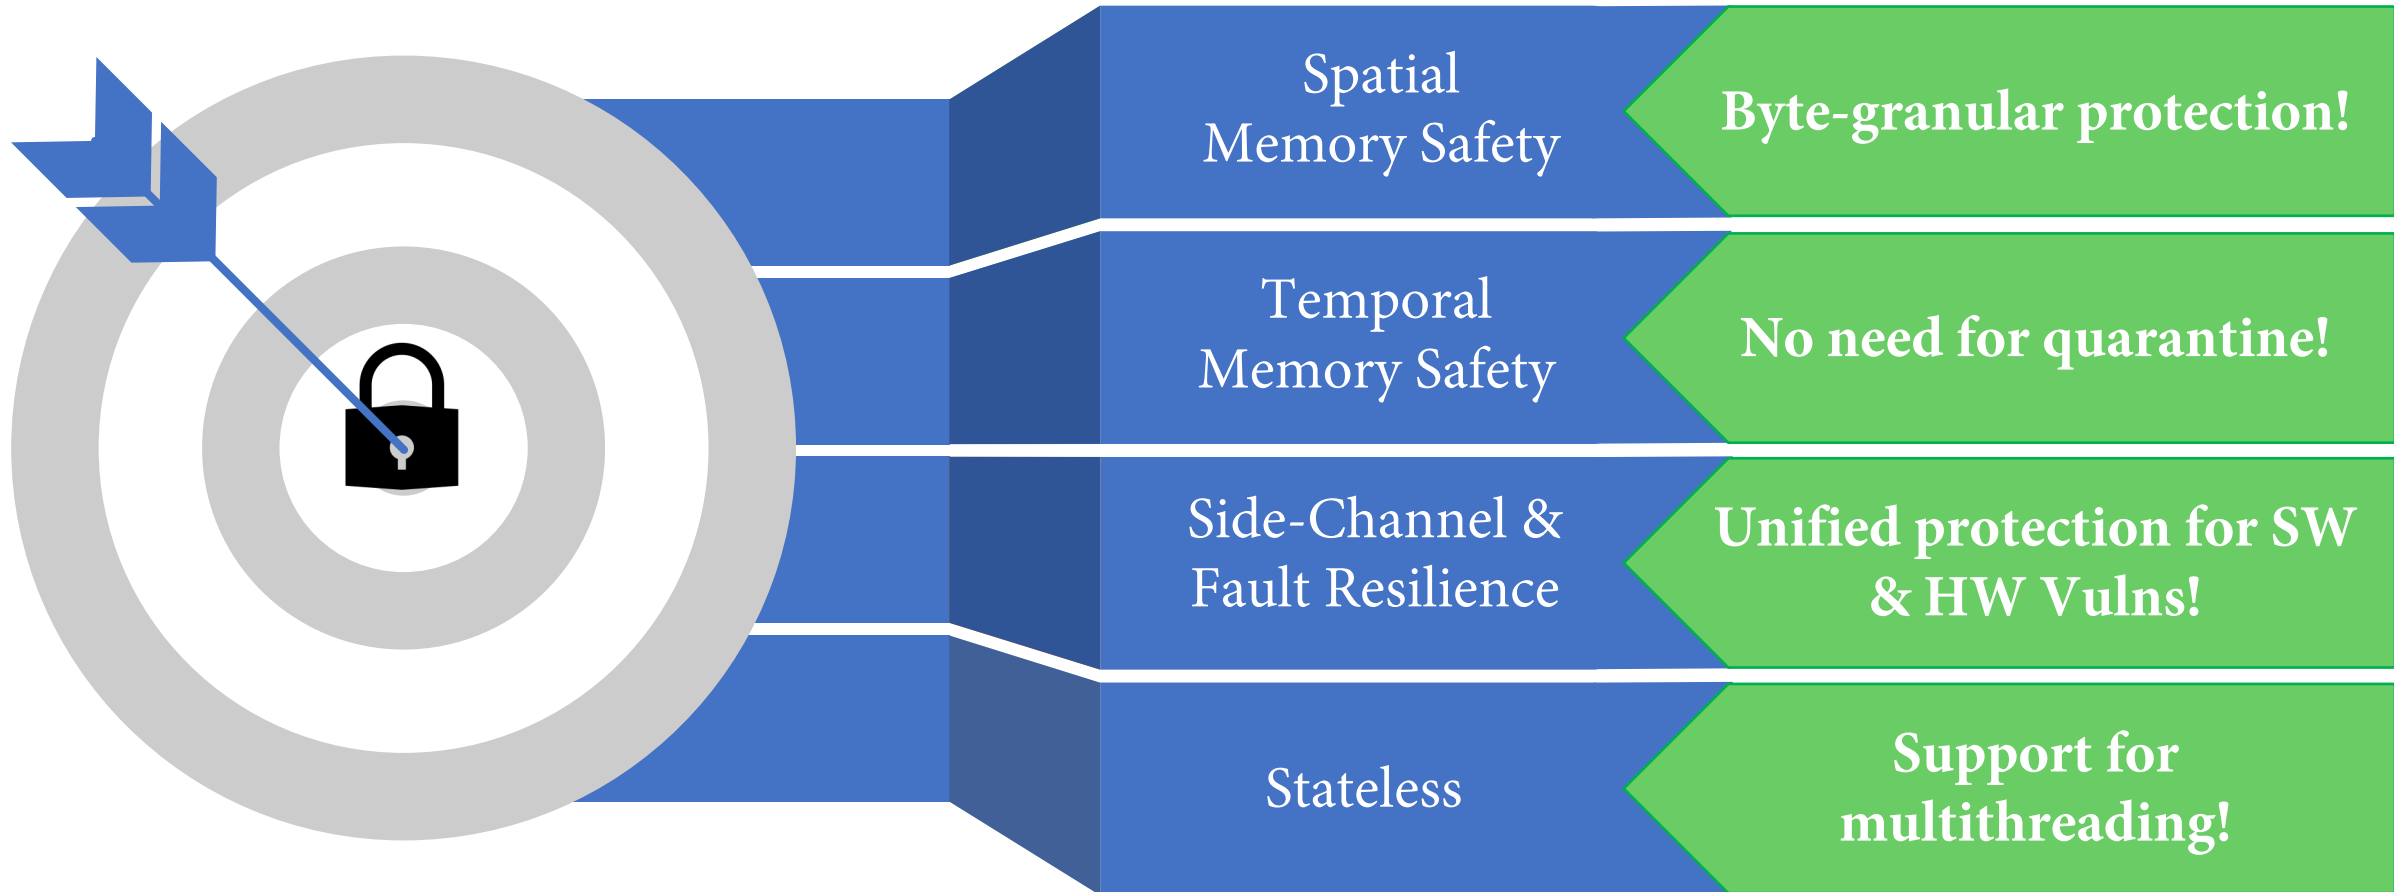 Spatial
Memory Safety
Byte-granular protection!
Temporal
Memory Safety
No need for quarantine!
Side-Channel &
Fault Resilience
Unified protection for SW
& HW Vulns!
Stateless
Support for
multithreading!